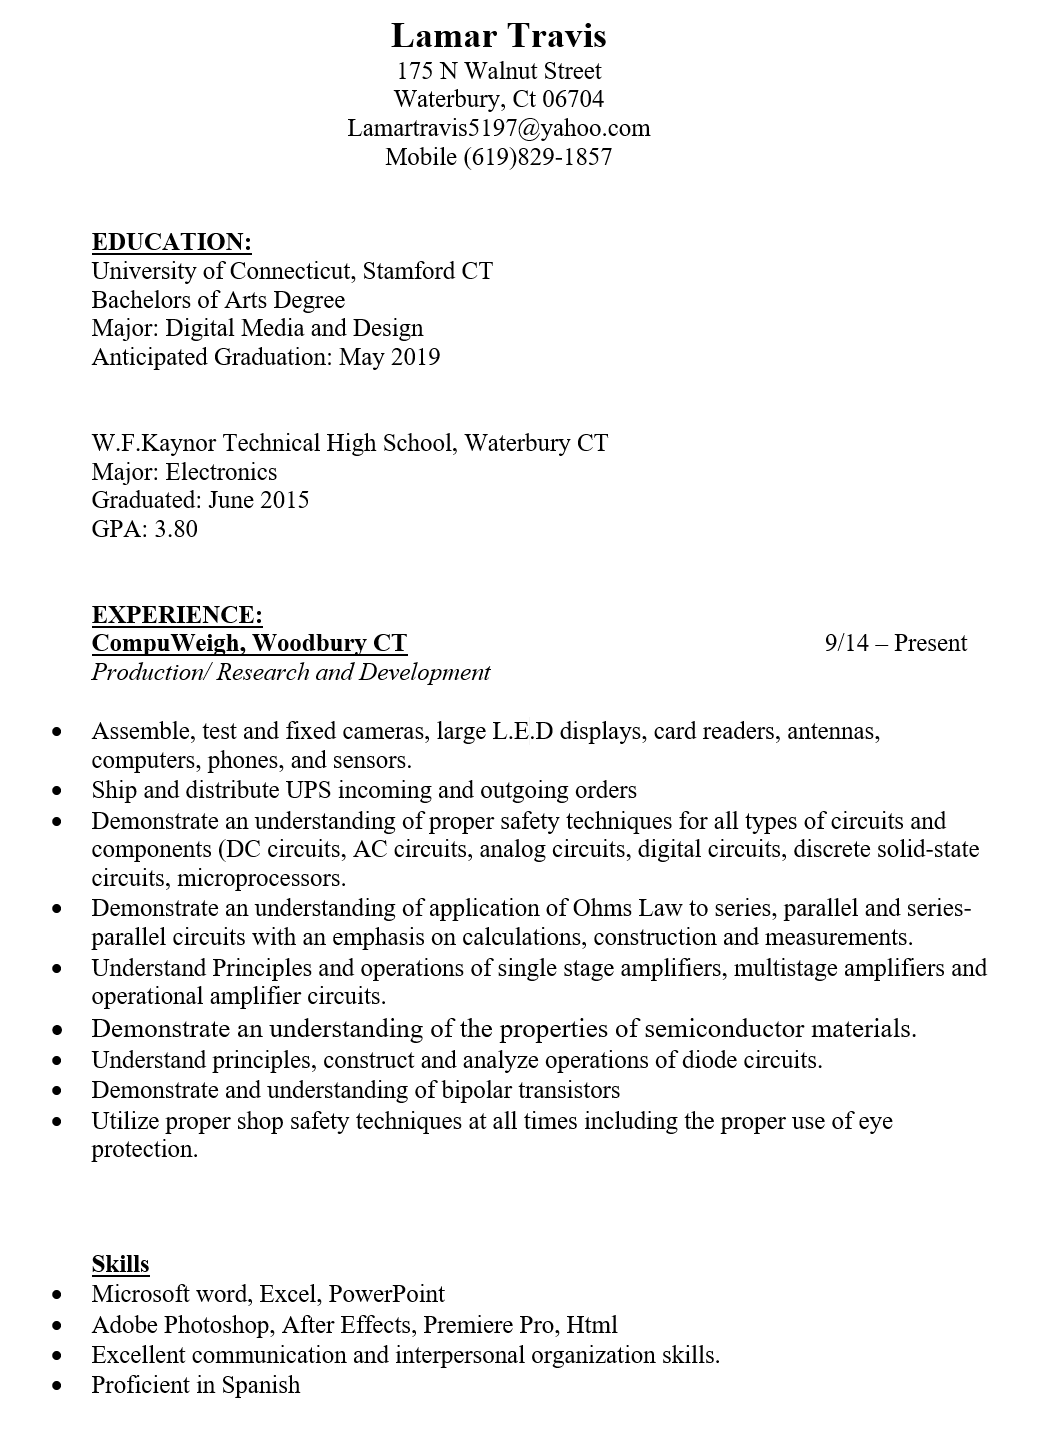 Lamar Travis
175 N Walnut Street
Waterbury, Ct 06704
Lamartravis5197@yahoo.com
Mobile (619)829-1857
EDUCATION:
University of Connecticut, Stamford CT
Bachelors of Arts Degree
Major: Digital Media and Design
Anticipated Graduation: May 2019
W.F.Kaynor Technical High School, Waterbury CT
Major: Electronics
Graduated: June 2015
GPA: 3.80
EXPERIENCE:
CompuWeigh, Woodbury CT 9/14 – Present
Production/ Research and Development
• Assemble, test and fixed cameras, large L.E.D displays, card readers, antennas,
computers, phones, and sensors.
• Ship and distribute UPS incoming and outgoing orders
• Demonstrate an understanding of proper safety techniques for all types of circuits and
components (DC circuits, AC circuits, analog circuits, digital circuits, discrete solid-state
circuits, microprocessors.
• Demonstrate an understanding of application of Ohms Law to series, parallel and series-
parallel circuits with an emphasis on calculations, construction and measurements.
• Understand Principles and operations of single stage amplifiers, multistage amplifiers and
operational amplifier circuits.
• Demonstrate an understanding of the properties of semiconductor materials.
• Understand principles, construct and analyze operations of diode circuits.
• Demonstrate and understanding of bipolar transistors
• Utilize proper shop safety techniques at all times including the proper use of eye
protection.
Skills
• Microsoft word, Excel, PowerPoint
• Adobe Photoshop, After Effects, Premiere Pro, Html
• Excellent communication and interpersonal organization skills.
• Proficient in Spanish